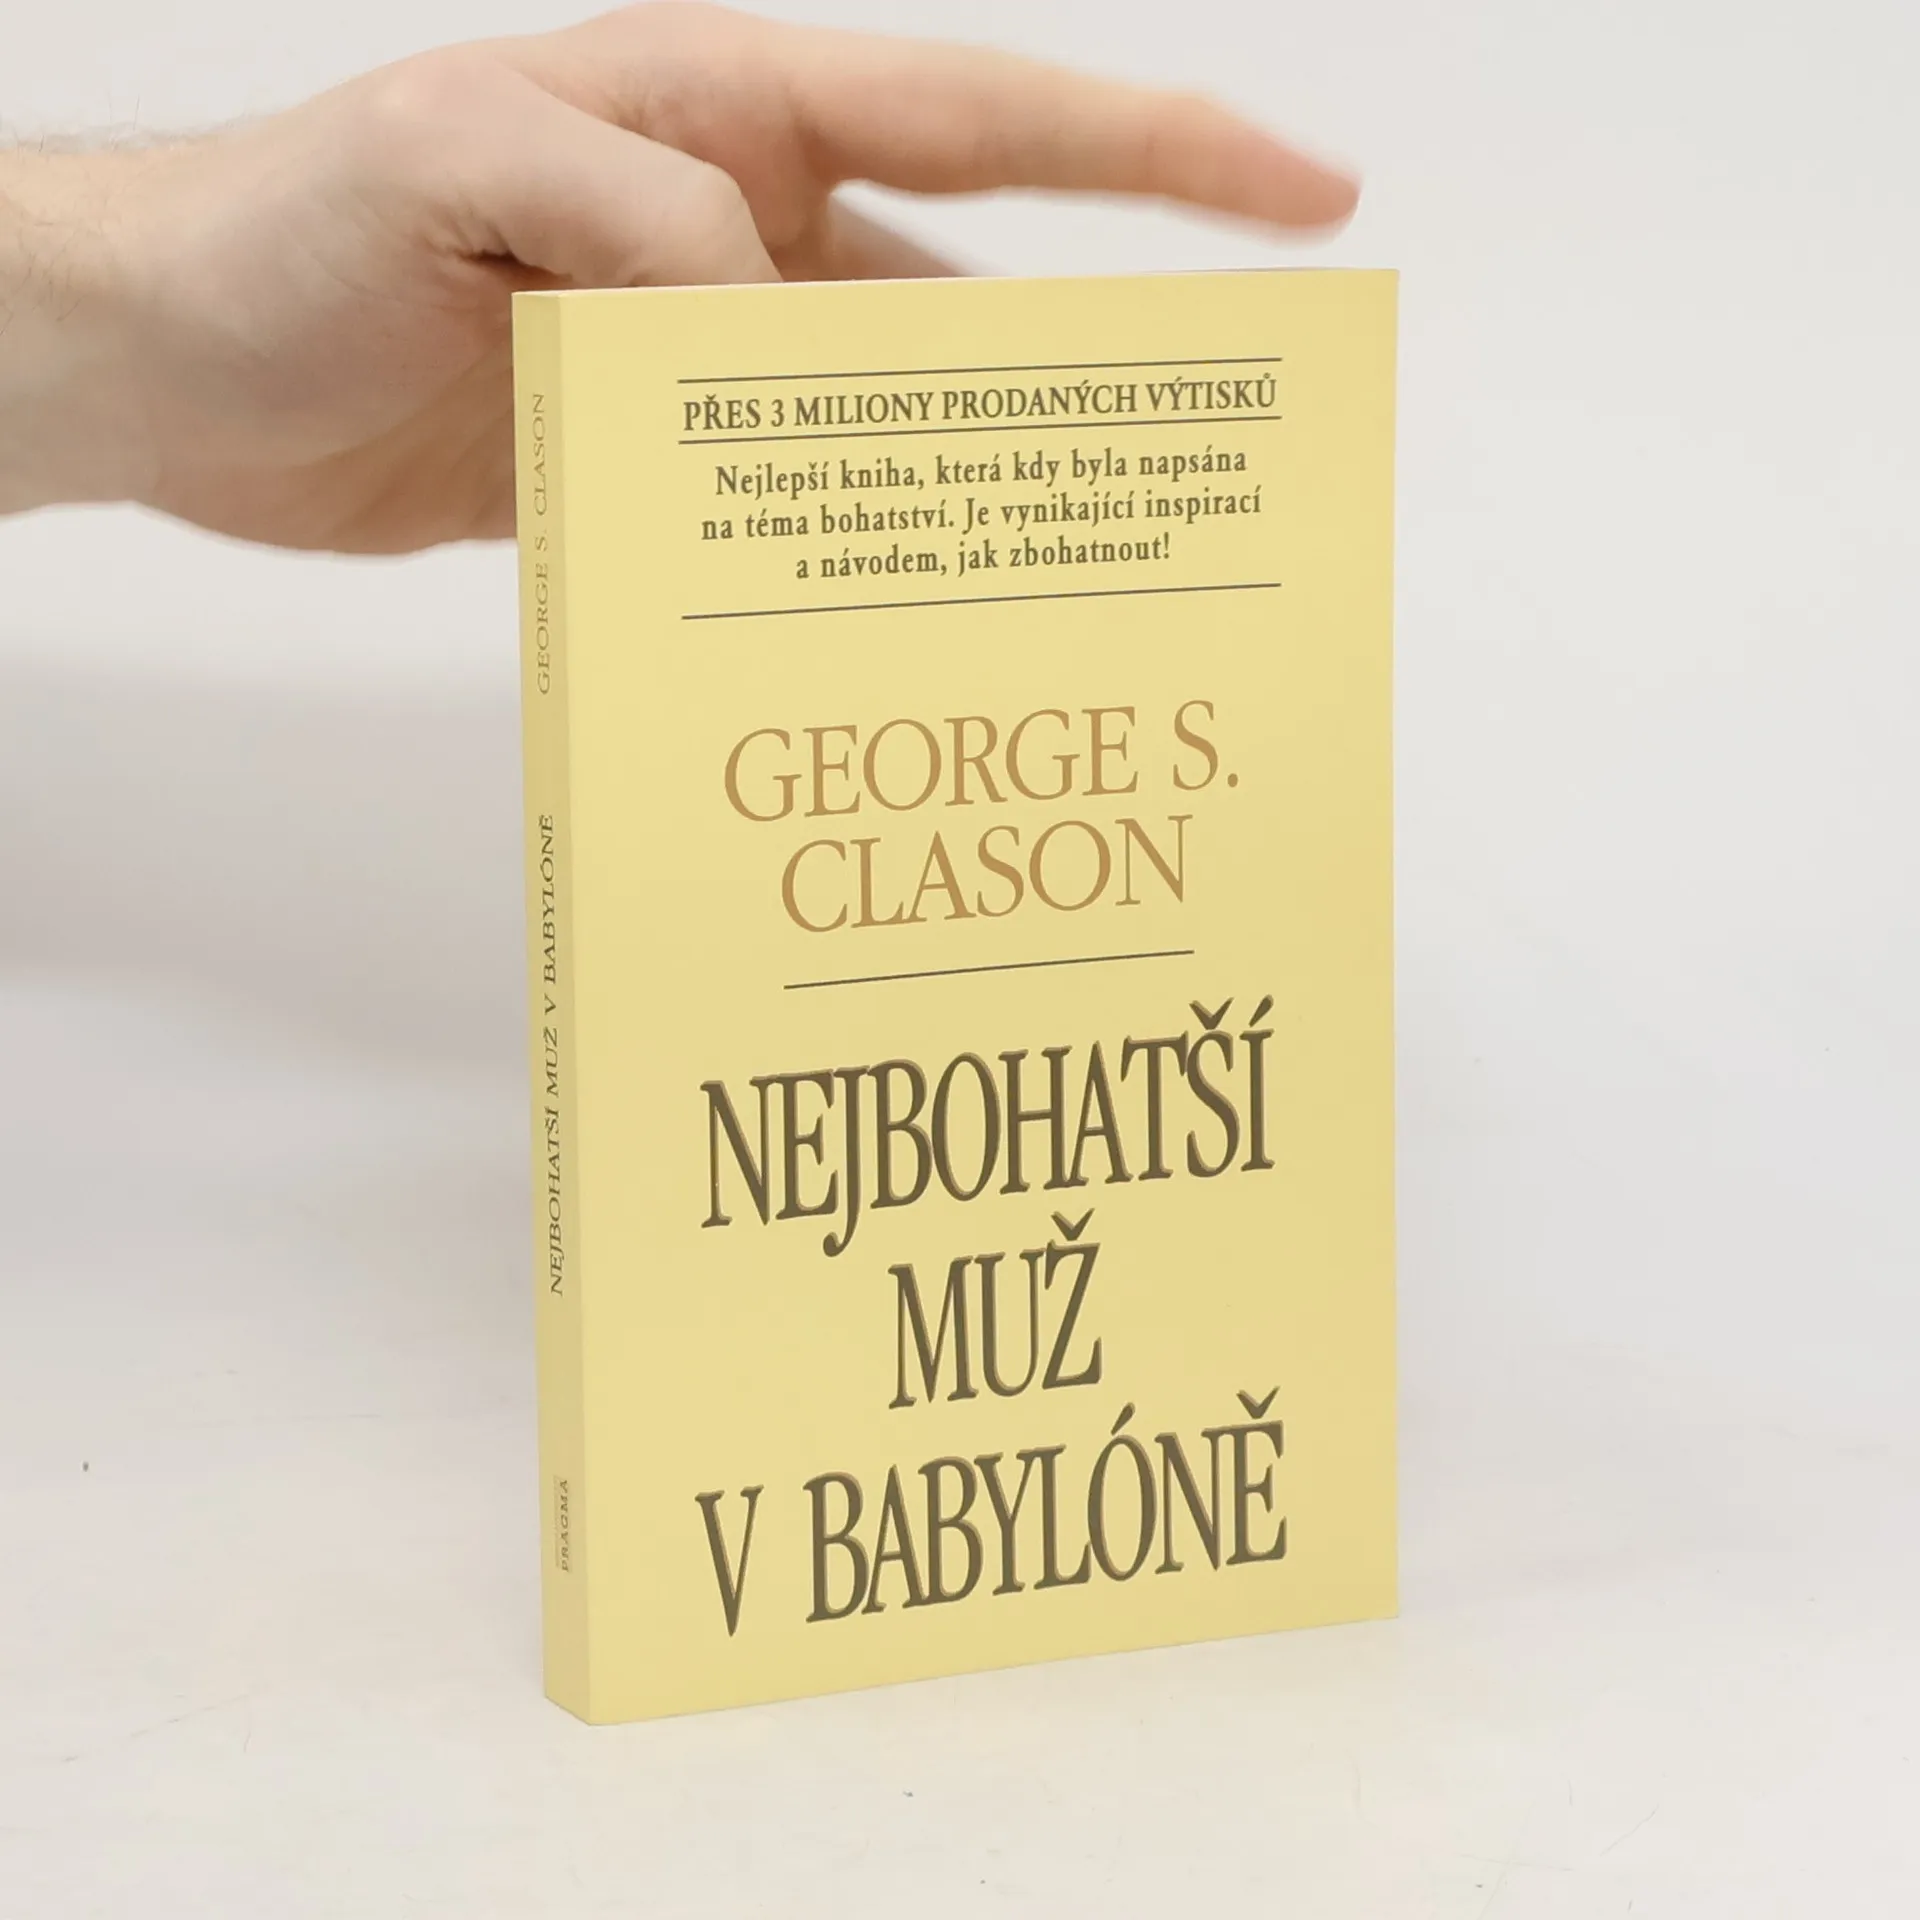 PŘES 3 MILIONY PRODANÝCH VÝTISKŮ
Nejlepší kniha, která kdy byla napsána
na téma bohatství. Je vynikající inspirací
a návodem, jak zbohatnout!
GEORGE S.
CLASON
NEJBOHATŠÍ
MUŽ
V BABYLÓNĚ
GEORGE S. CLASON
NEJBOHATŠÍ MUŽ V BABYLÓNĚ
PRAGMA